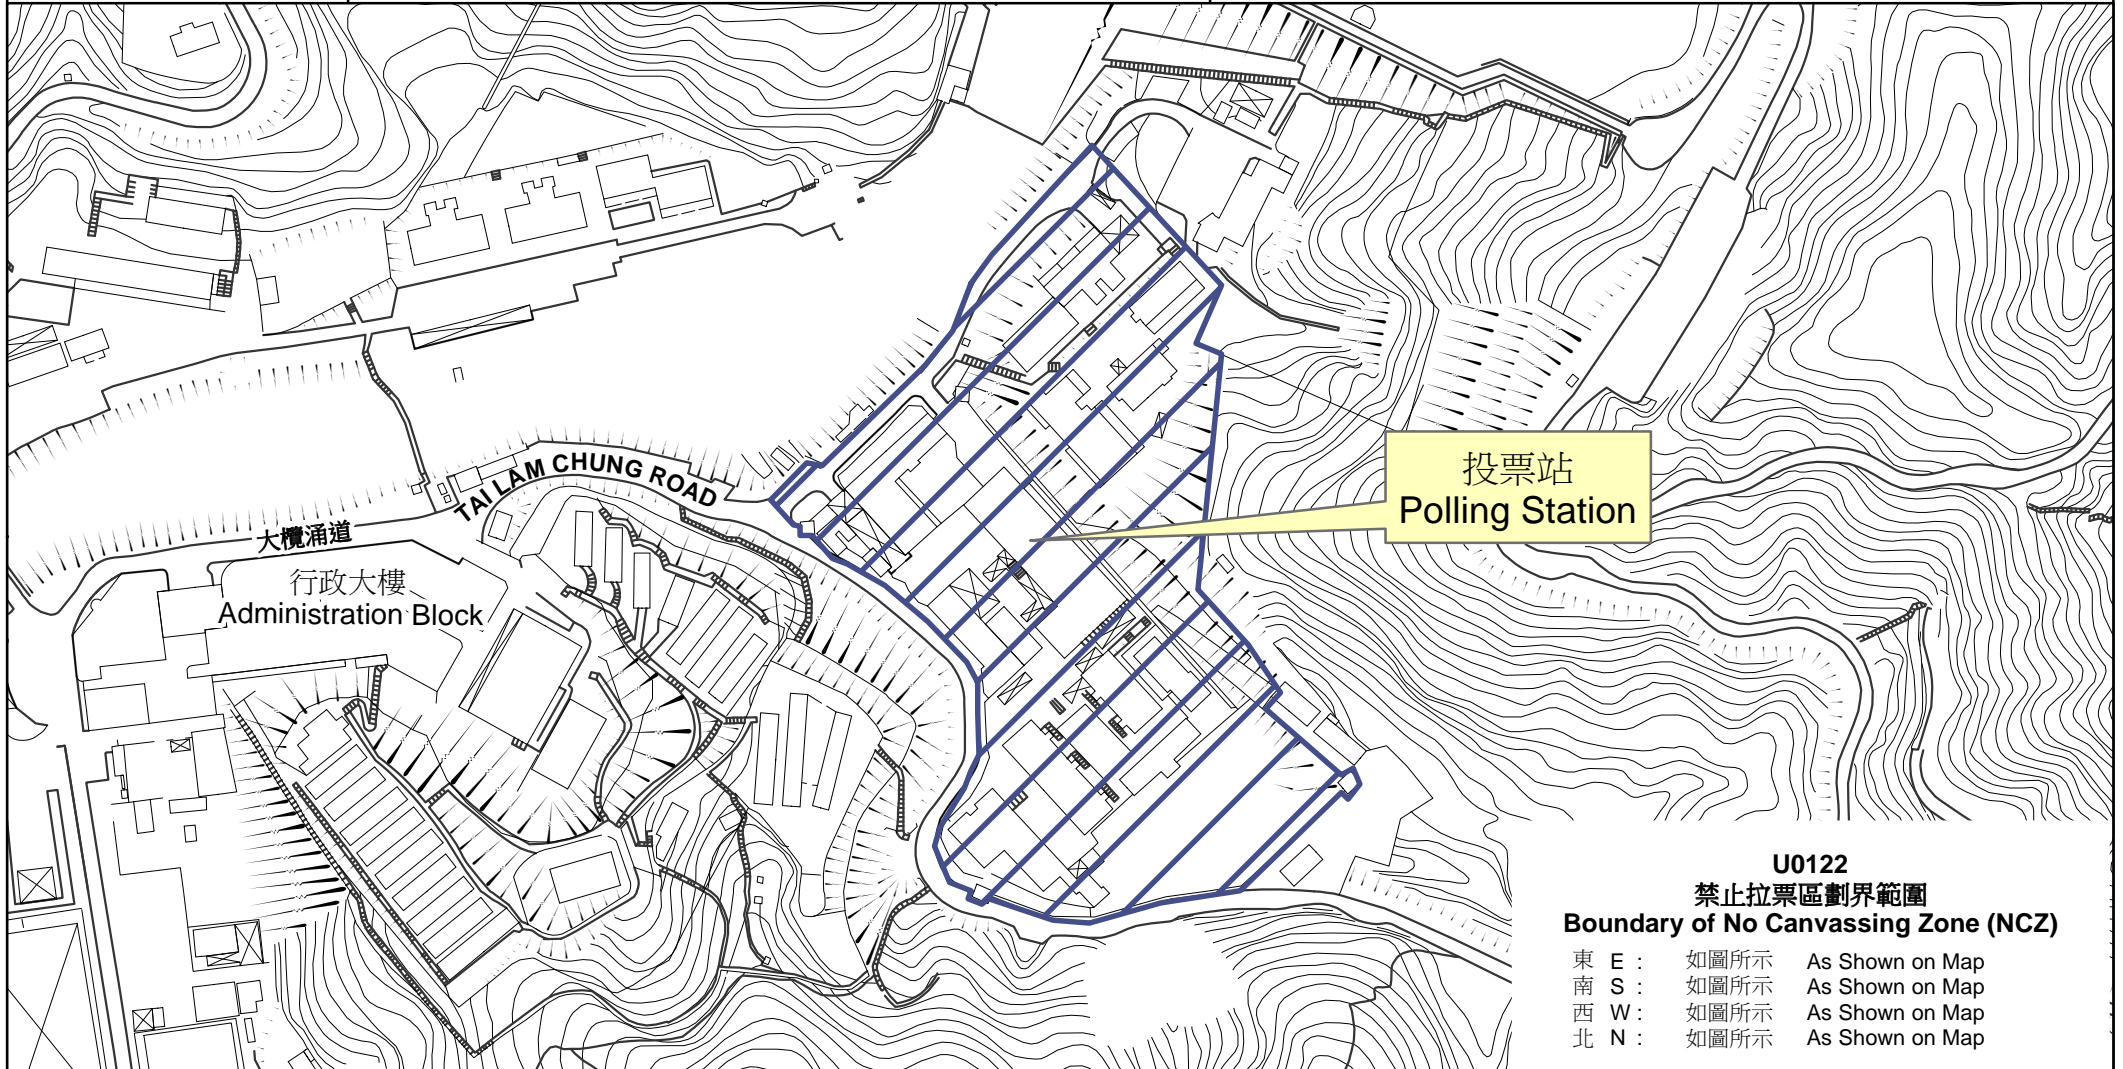 投票站
Polling Station
TAI LAM CHUNG ROAD
大欖涌道
行政大樓
Administration Block
U0122
禁止拉票區劃界範圍
Boundary of No Canvassing Zone (NCZ)
東 E : 如圖所示 As Shown on Map
南 S : 如圖所示 As Shown on Map
西 W : 如圖所示 As Shown on Map
北 N : 如圖所示 As Shown on Map